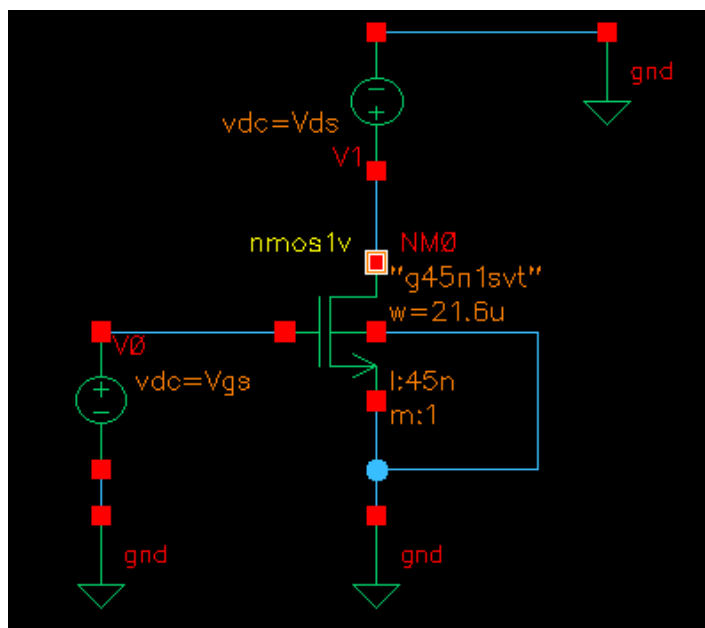 gnd
vdc=Vds
V1
nmos1v
NM0
"g45n1svt"
w=21.6u
V0
vdc=Vgs
l:45n
m:1
gnd
gnd